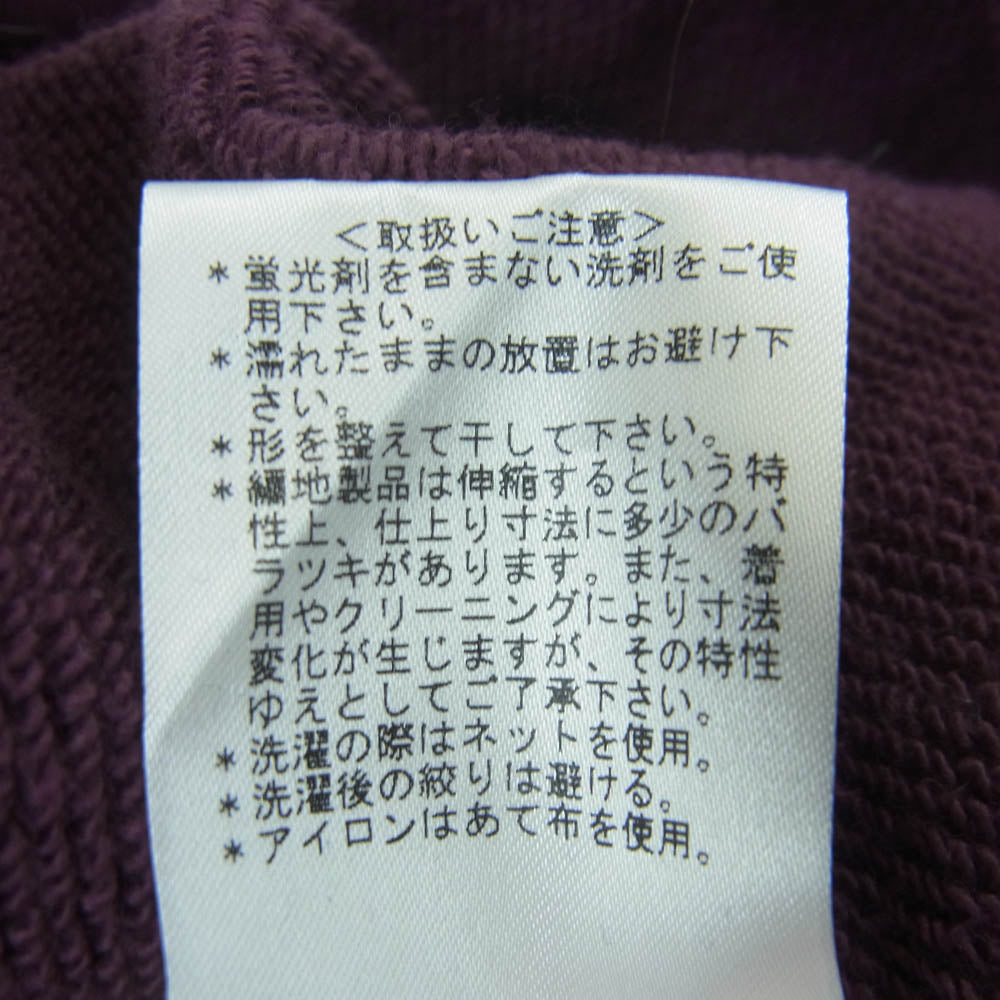 <取扱いご注意>
*蛍光剤を含まない洗剤をご使
用下さい。
*濡れたままの放置はお避け下
さい。
*形を整えて干して下さい。
*編地製品は伸縮するという特
性上、仕上り寸法に多少のバ
ラツキがあります。また、着
用やクリーニングにより寸法
変化が生じますが、その特性
ゆえとしてご了承下さい。
*洗濯の際はネットを使用。
*洗濯後の絞りは避ける。
*アイロンはあて布を使用。